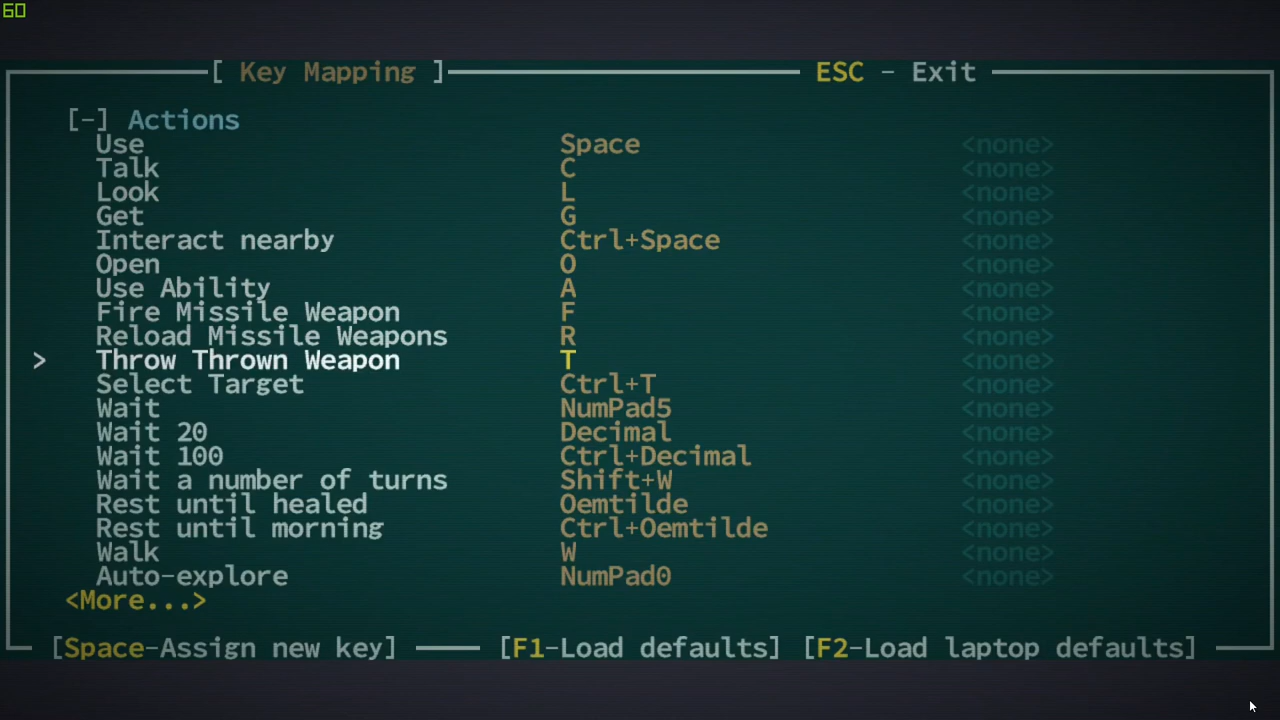 60
[ Key Mapping ] ESC - Exit
[-] Actions
Use Space <none>
Talk C <none>
Look L <none>
Get G <none>
Interact nearby Ctrl+Space <none>
Open O <none>
Use Ability A <none>
Fire Missile Weapon F <none>
Reload Missile Weapons R <none>
> Throw Thrown Weapon T <none>
Select Target Ctrl+T <none>
Wait NumPad5 <none>
Wait 20 Decimal <none>
Wait 100 Ctrl+Decimal <none>
Wait a number of turns Shift+W <none>
Rest until healed Oemtilde <none>
Rest until morning Ctrl+Oemtilde <none>
Walk W <none>
Auto-explore NumPad0 <none>
<More...>
[Space-Assign new key] [F1-Load defaults] [F2-Load laptop defaults]